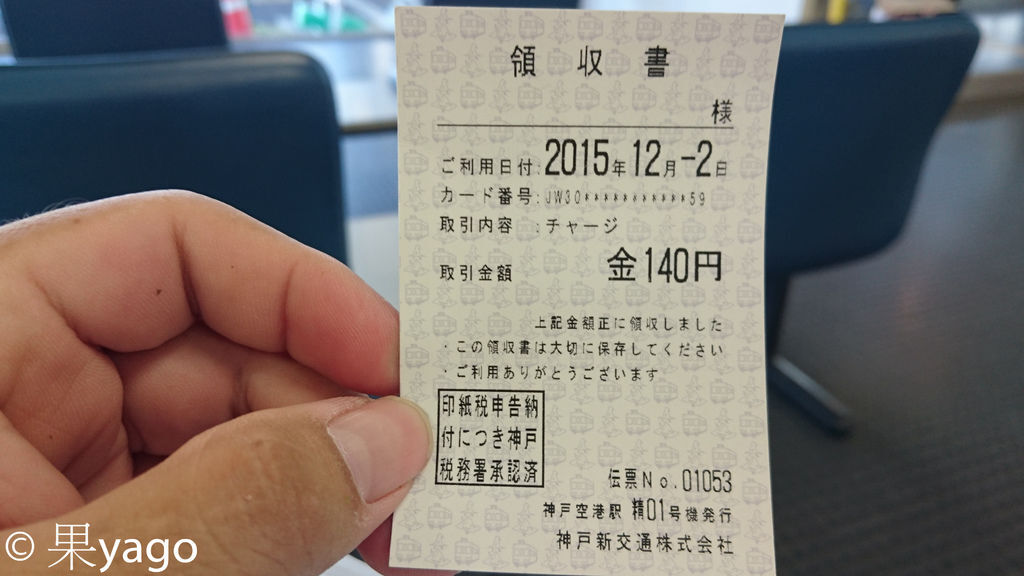 領収書
様
ご利用日付:2015年12月-2日
カード番号:JW30***********59
取引内容 :チャージ
取引金額 金140円
上記金額正に領収しました
・この領収書は大切に保存してください
・ご利用ありがとうございます
印紙税申告納
付につき神戸
税務署承認済
伝票No.01053
神戸空港駅 精01号機発行
神戸新交通株式会社
© 果yago